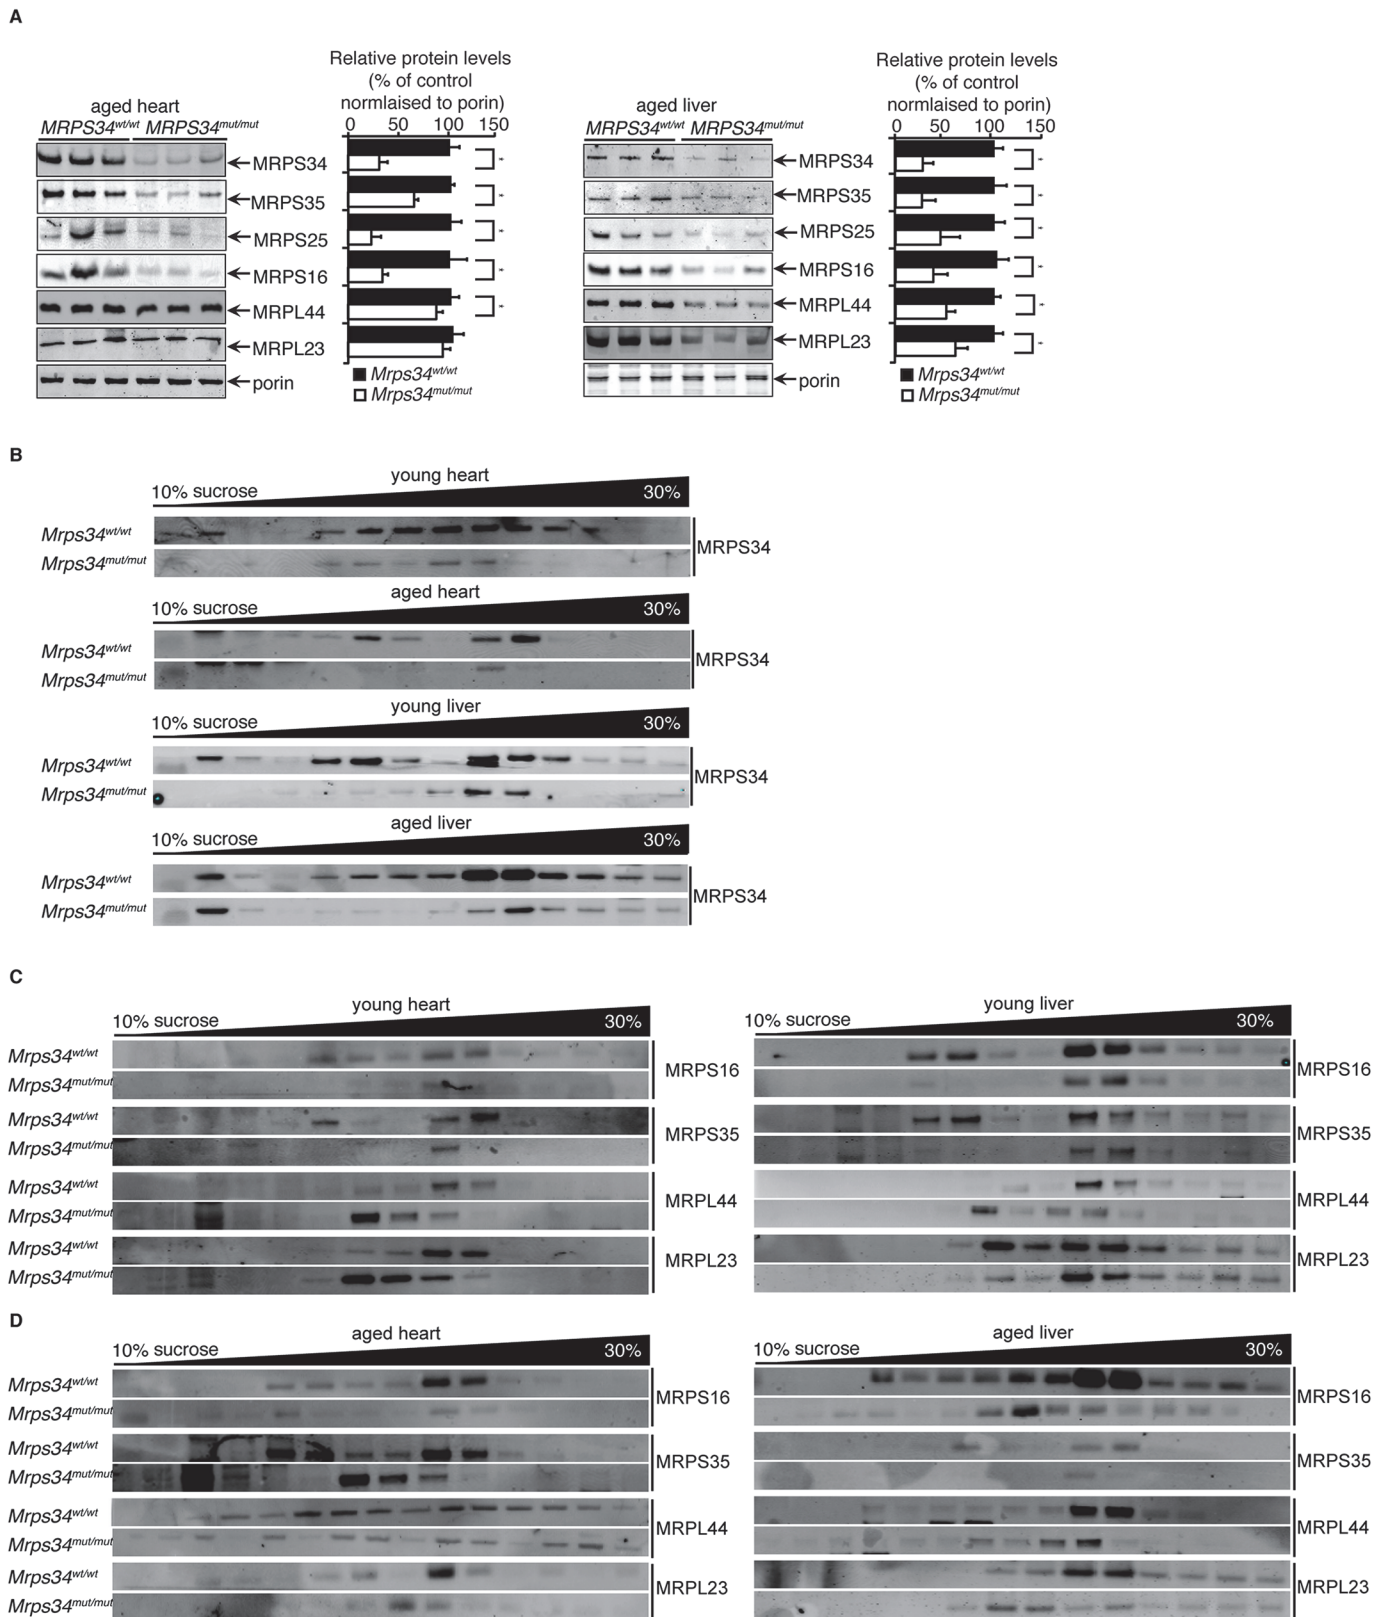 A
Relative protein levels
(% of control
normlaised to porin)
0 50 100 150
aged heart
MRPS34wt/wt MRPS34mut/mut
MRPS34
*
MRPS35
*
MRPS25
*
MRPS16
*
MRPL44
*
MRPL23
porin
Mrps34wt/wt
Mrps34mut/mut
Relative protein levels
(% of control
normlaised to porin)
0 50 100 150
aged liver
MRPS34wt/wt MRPS34mut/mut
MRPS34
*
MRPS35
*
MRPS25
*
MRPS16
*
MRPL44
*
MRPL23
*
porin
Mrps34wt/wt
Mrps34mut/mut
B
young heart
10% sucrose 30%
Mrps34wt/wt
Mrps34mut/mut
MRPS34
aged heart
10% sucrose 30%
Mrps34wt/wt
Mrps34mut/mut
MRPS34
young liver
10% sucrose 30%
Mrps34wt/wt
Mrps34mut/mut
MRPS34
aged liver
10% sucrose 30%
Mrps34wt/wt
Mrps34mut/mut
MRPS34
C
young heart
10% sucrose 30%
Mrps34wt/wt
Mrps34mut/mut
MRPS16
Mrps34wt/wt
Mrps34mut/mut
MRPS35
Mrps34wt/wt
Mrps34mut/mut
MRPL44
Mrps34wt/wt
Mrps34mut/mut
MRPL23
young liver
10% sucrose 30%
MRPS16
MRPS35
MRPL44
MRPL23
D
aged heart
10% sucrose 30%
Mrps34wt/wt
Mrps34mut/mut
MRPS16
Mrps34wt/wt
Mrps34mut/mut
MRPS35
Mrps34wt/wt
Mrps34mut/mut
MRPL44
Mrps34wt/wt
Mrps34mut/mut
MRPL23
aged liver
10% sucrose 30%
MRPS16
MRPS35
MRPL44
MRPL23